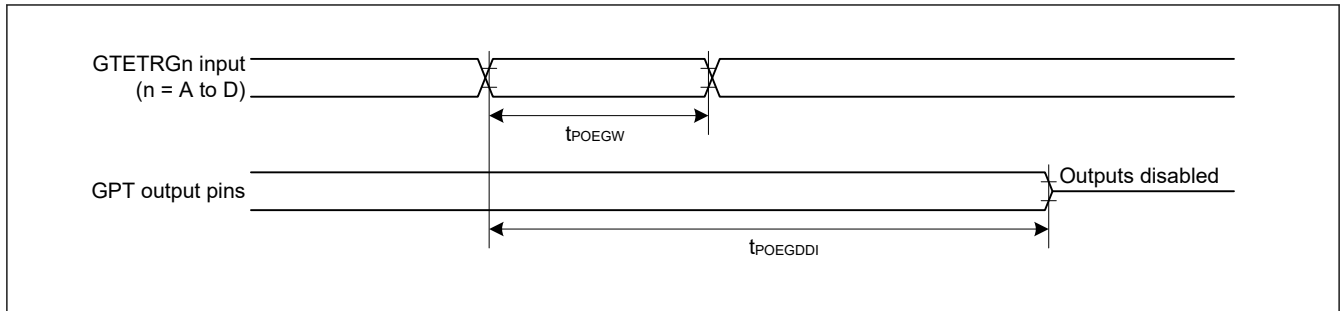 GTETRGn input
(n = A to D)
tPOEGW
GPT output pins
Outputs disabled
tPOEGDDI